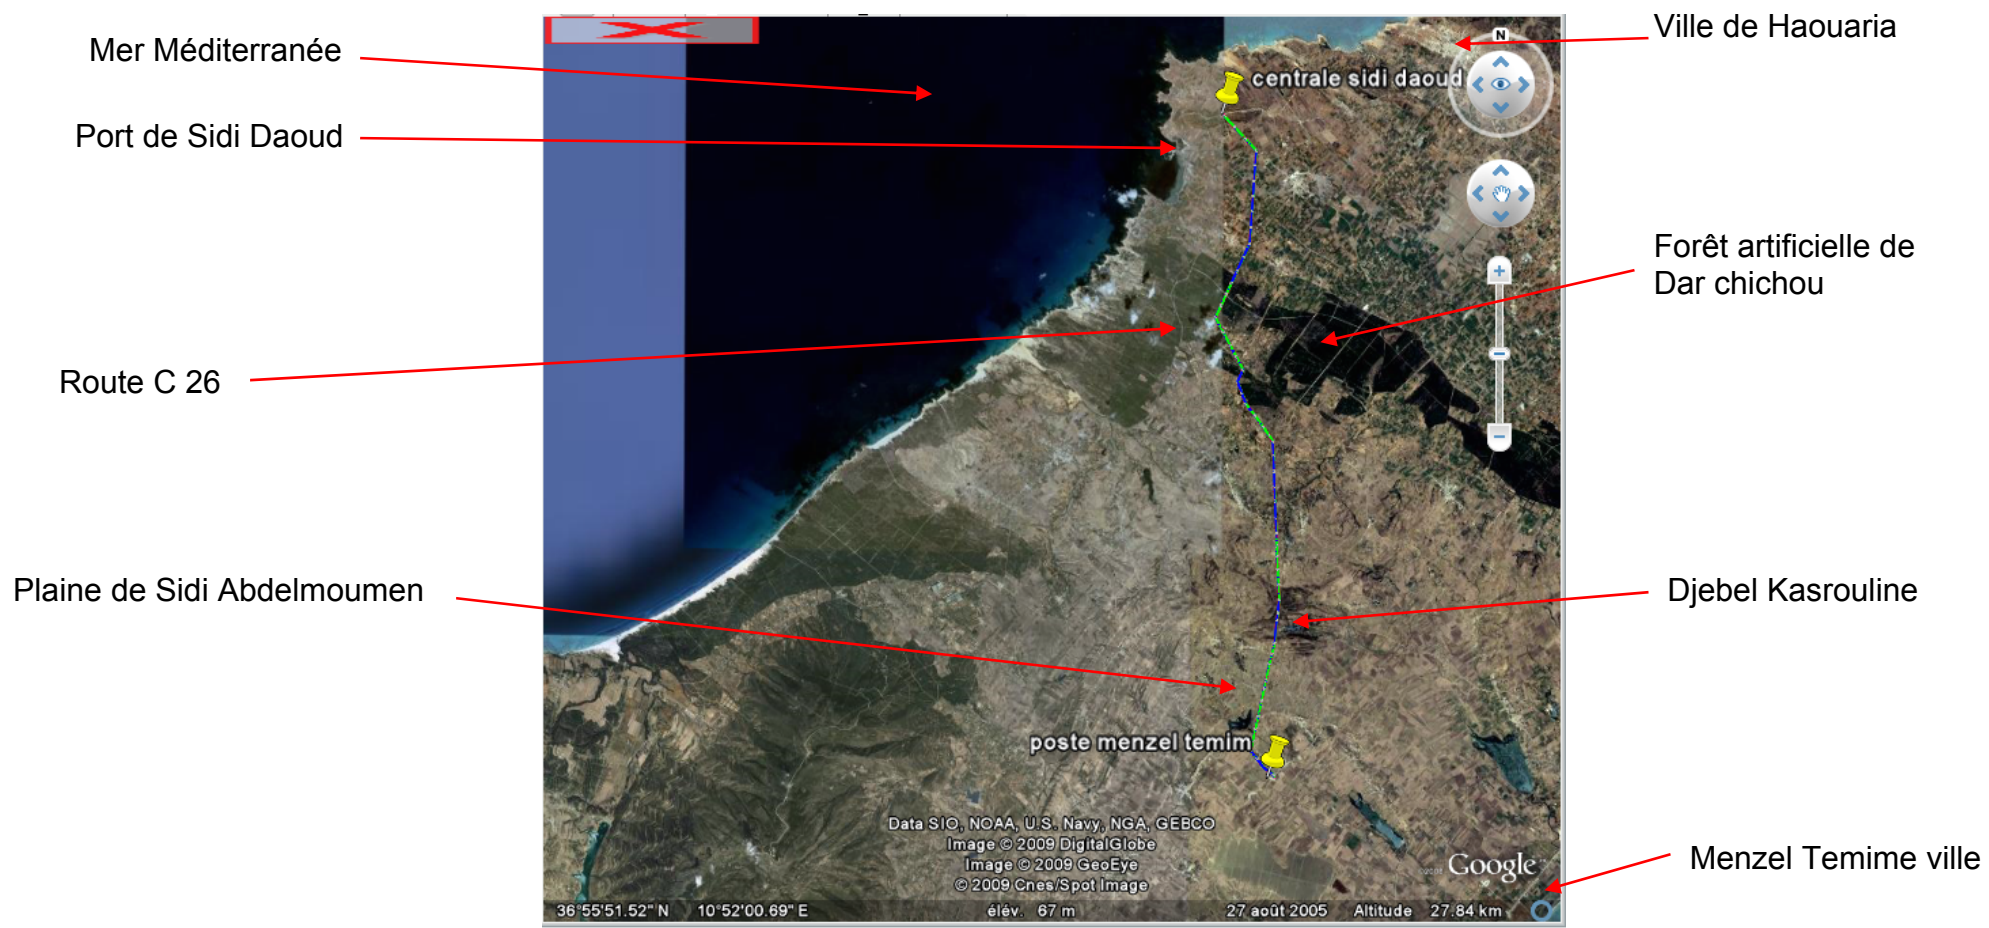 Ville de Haouaria
Mer Méditerranée
N
centrale sidi daoud
Port de Sidi Daoud
Forêt artificielle de
Dar chichou
Route C 26
Plaine de Sidi Abdelmoumen
Djebel Kasrouline
poste menzel temim
Data SIO, NOAA, U.S. Navy, NGA, GEBCO
Image © 2009 DigitalGlobe
Image © 2009 GeoEye
© 2009 Cnes/Spot Image
Google
Menzel Temime ville
36°55'51.52" N 10°52'00.69" E élév. 67 m 27 août 2005 Altitude 27.84 km